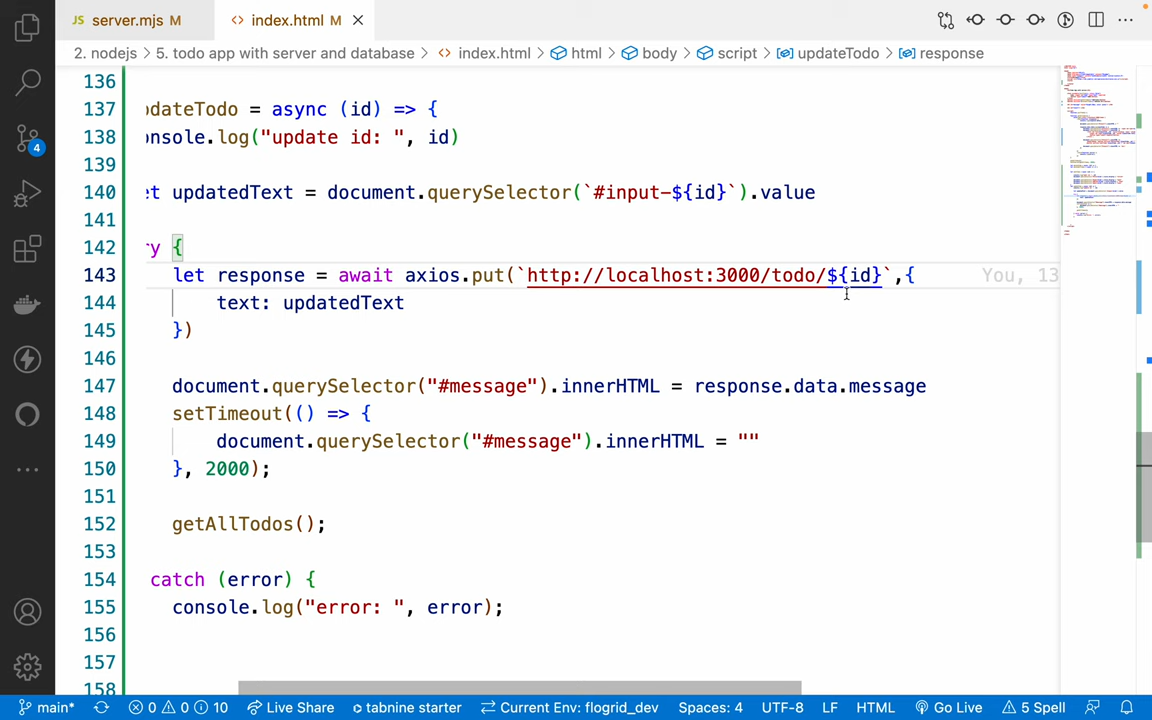 JS server.mjs M <> index.html M ×
2. nodejs > 5. todo app with server and database > <> index.html > html > body > script > updateTodo > response
136
137 odateTodo = async (id) => {
138 onsole.log("update id: ", id)
139
140 et updatedText = document.querySelector(`#input-${id}`).value
141
142 ry {
143 let response = await axios.put(`http://localhost:3000/todo/${id}`,{ You, 13
144 text: updatedText
145 })
146
147 document.querySelector("#message").innerHTML = response.data.message
148 setTimeout(() => {
149 document.querySelector("#message").innerHTML = ""
150 }, 2000);
151
152 getAllTodos();
153
154 catch (error) {
155 console.log("error: ", error);
156
157
158
4
main* 0 0 10 Live Share tabnine starter Current Env: flogrid_dev Spaces: 4 UTF-8 LF HTML Go Live 5 Spell